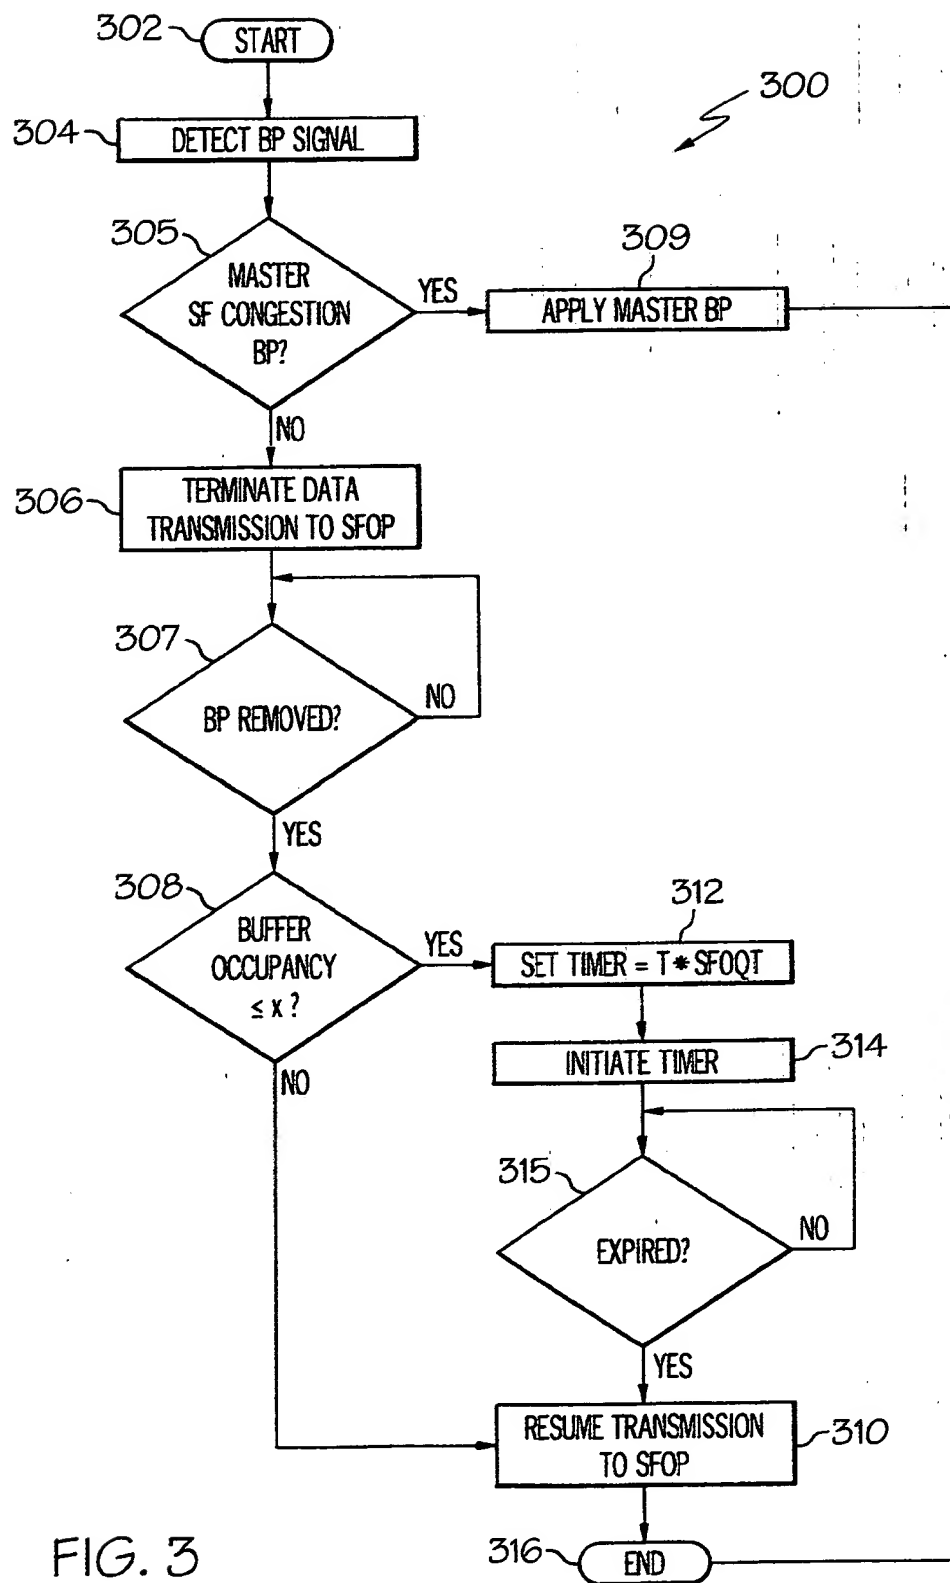 302
START
300
304
DETECT BP SIGNAL
305
MASTER
SF CONGESTION
BP?
YES
309
APPLY MASTER BP
NO
306
TERMINATE DATA
TRANSMISSION TO SFOP
307
BP REMOVED?
NO
YES
308
BUFFER
OCCUPANCY
≤ x ?
YES
312
SET TIMER = T * SFOQT
NO
INITIATE TIMER
314
315
EXPIRED?
NO
YES
RESUME TRANSMISSION
TO SFOP
310
316
END
FIG. 3